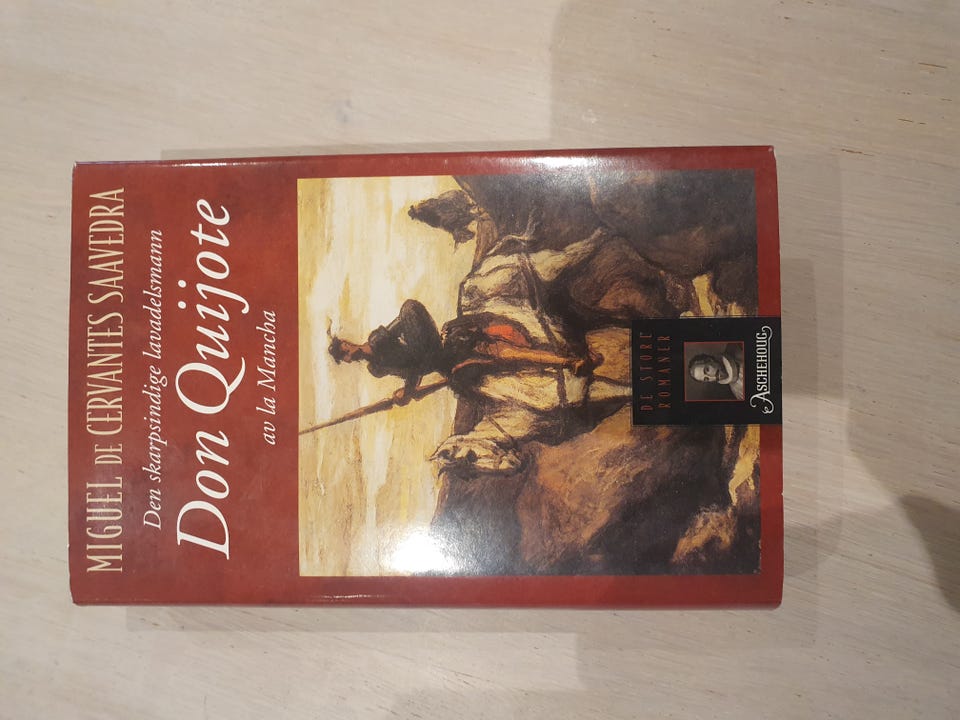 MIGUEL DE CERVANTES SAAVEDRA
Den skarpsindige lavadelsmann
Don Quijote
av la Mancha
DE STORE
ROMANER
ASCHEHOUG